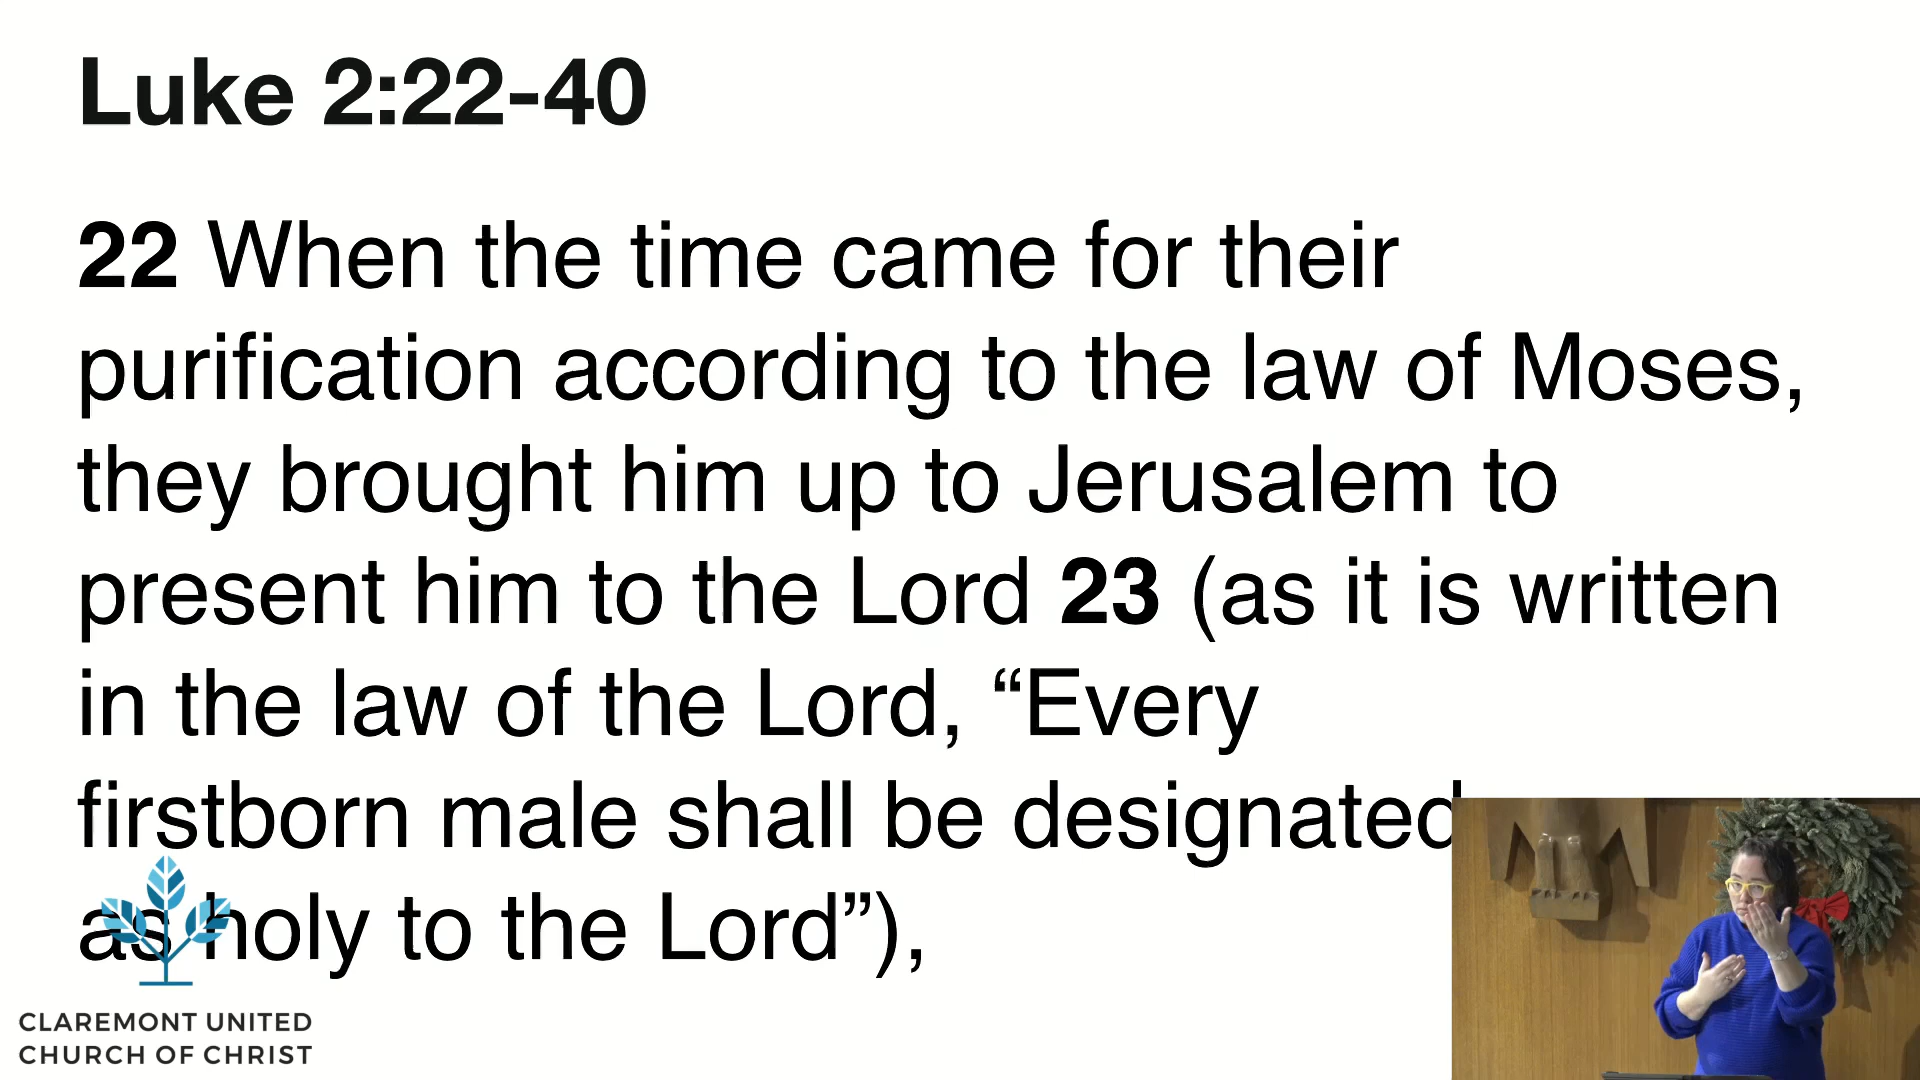 Luke 2:22-40
22 When the time came for their
purification according to the law of Moses,
they brought him up to Jerusalem to
present him to the Lord 23 (as it is written
in the law of the Lord, “Every
firstborn male shall be designated
as holy to the Lord”),
CLAREMONT UNITED
CHURCH OF CHRIST